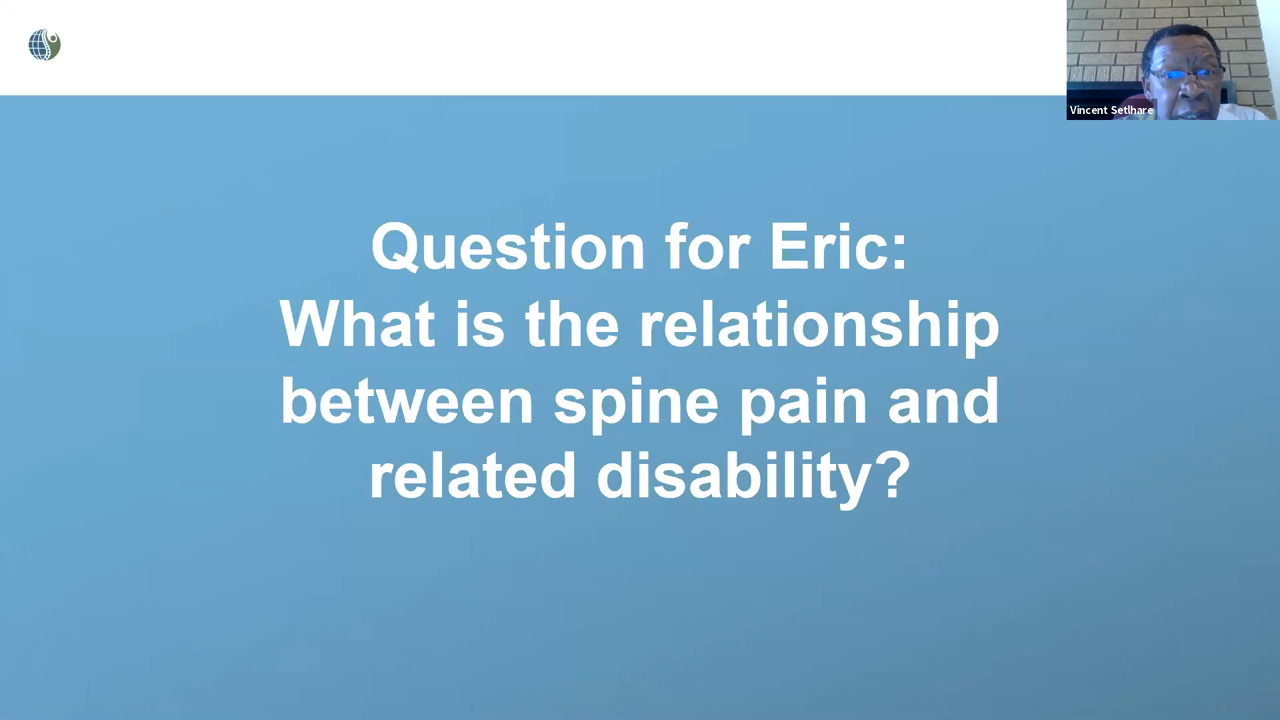 Vincent Setlhare
Question for Eric:
What is the relationship
between spine pain and
related disability?